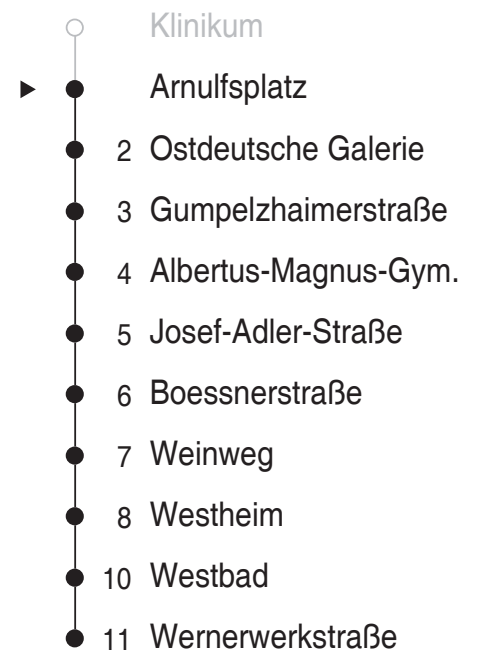 Klinikum
Arnulfsplatz
2 Ostdeutsche Galerie
3 Gumpelzhaimerstraße
4 Albertus-Magnus-Gym.
5 Josef-Adler-Straße
6 Boessnerstraße
7 Weinweg
8 Westheim
10 Westbad
11 Wernerwerkstraße